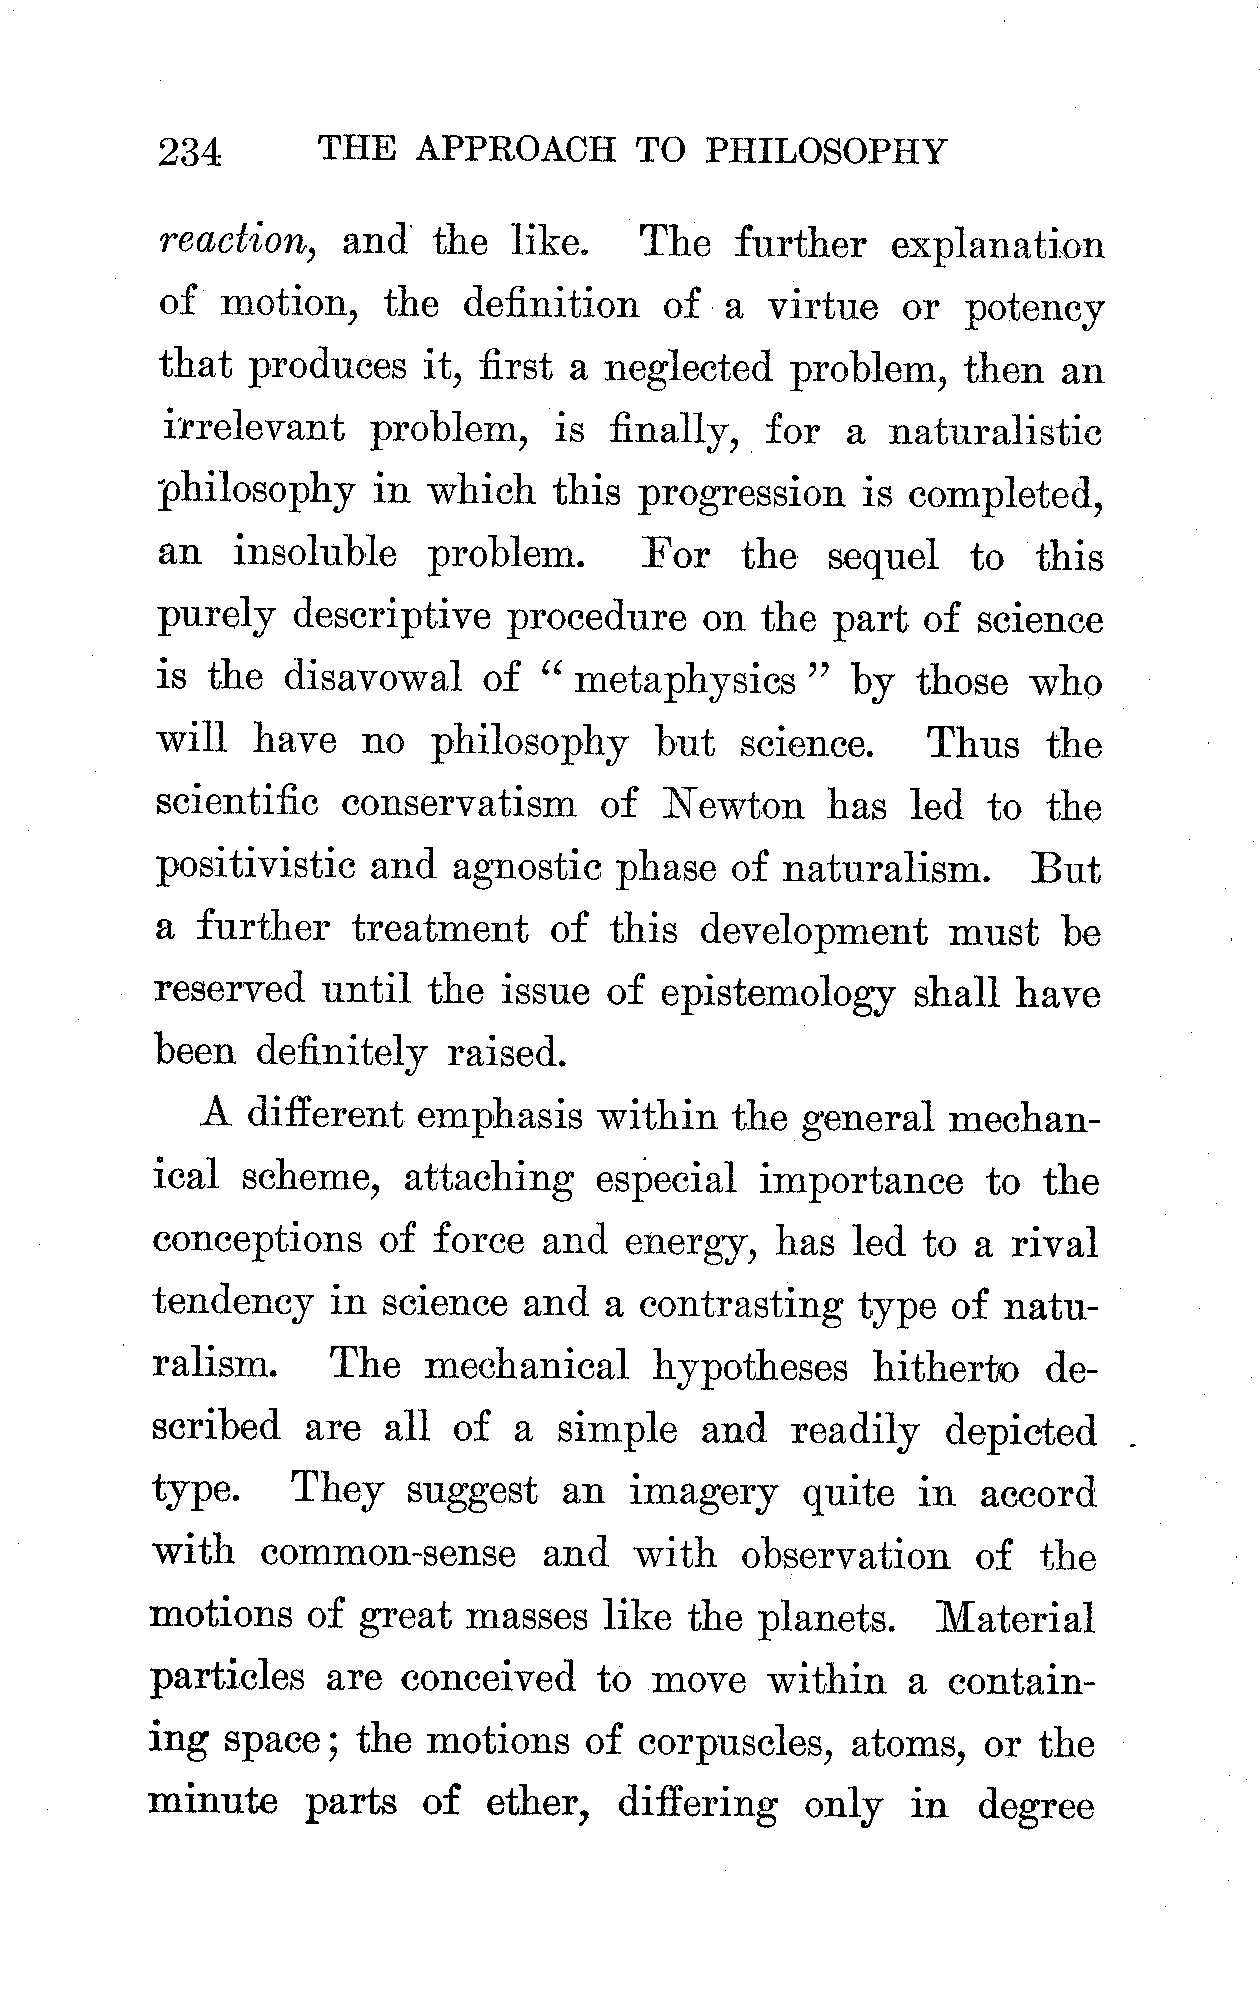 234 THE APPROACH TO PHILOSOPHY
reaction, and the like. The further explanation
of motion, the definition of a virtue or potency
that produces it, first a neglected problem, then an
irrelevant problem, is finally, for a naturalistic
philosophy in which this progression is completed,
an insoluble problem. For the sequel to this
purely descriptive procedure on the part of science
is the disavowal of “ metaphysics ” by those who
will have no philosophy but science. Thus the
scientific conservatism of Newton has led to the
positivistic and agnostic phase of naturalism. But
a further treatment of this development must be
reserved until the issue of epistemology shall have
been definitely raised.
A different emphasis within the general mechan-
ical scheme, attaching especial importance to the
conceptions of force and energy, has led to a rival
tendency in science and a contrasting type of natu-
ralism. The mechanical hypotheses hitherto de-
scribed are all of a simple and readily depicted
type. They suggest an imagery quite in accord
with common-sense and with observation of the
motions of great masses like the planets. Material
particles are conceived to move within a contain-
ing space; the motions of corpuscles, atoms, or the
minute parts of ether, differing only in degree